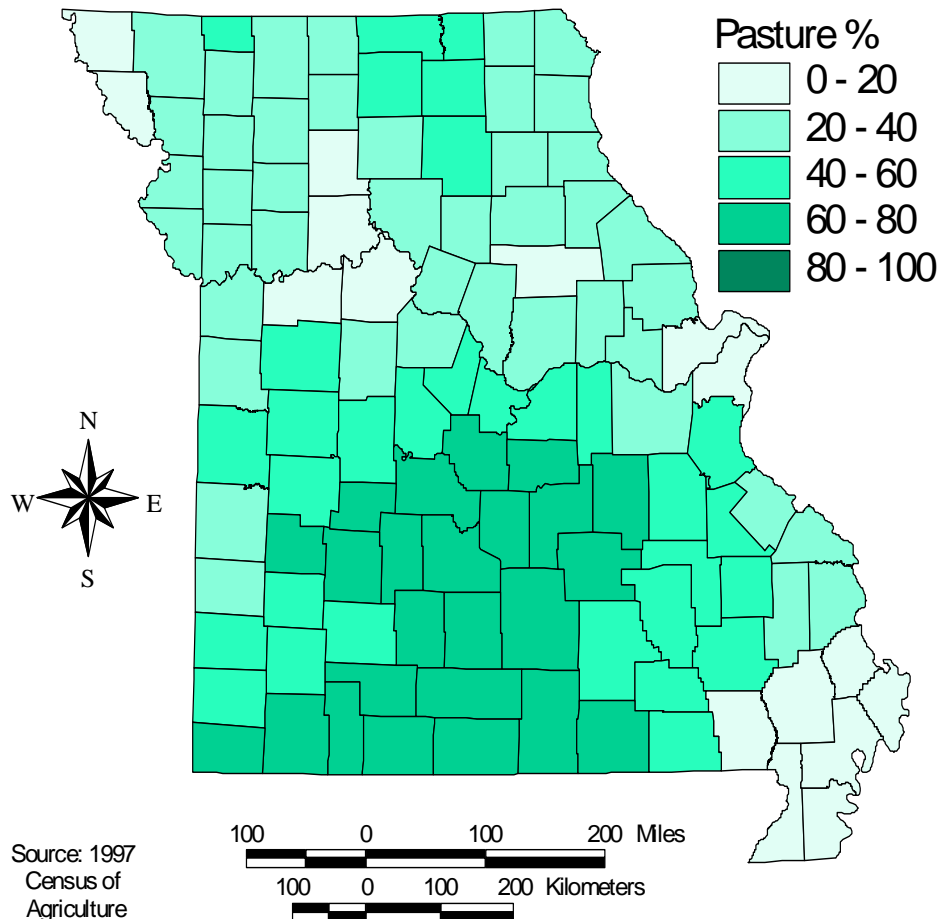 Pasture %
0 - 20
20 - 40
40 - 60
60 - 80
80 - 100
N
W E
S
100 0 100 200 Miles
100 0 100 200 Kilometers
Source: 1997
Census of
Agriculture